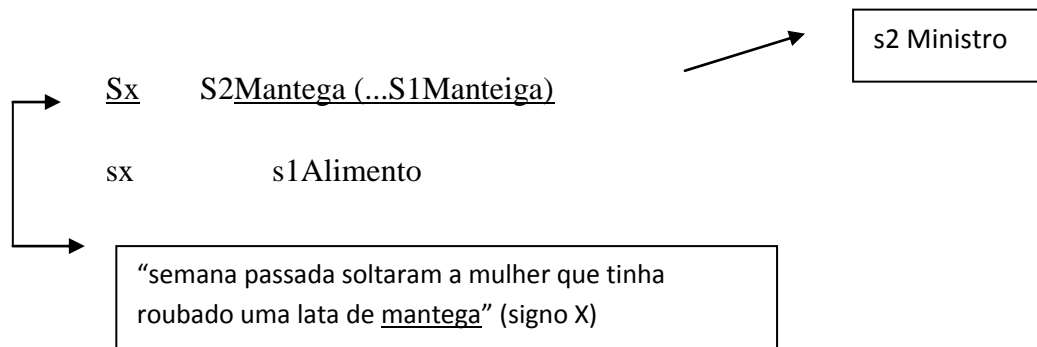 s2 Ministro
Sx S2Mantega (...S1Manteiga)
sx s1Alimento
“semana passada soltaram a mulher que tinha
roubado uma lata de mantega” (signo X)